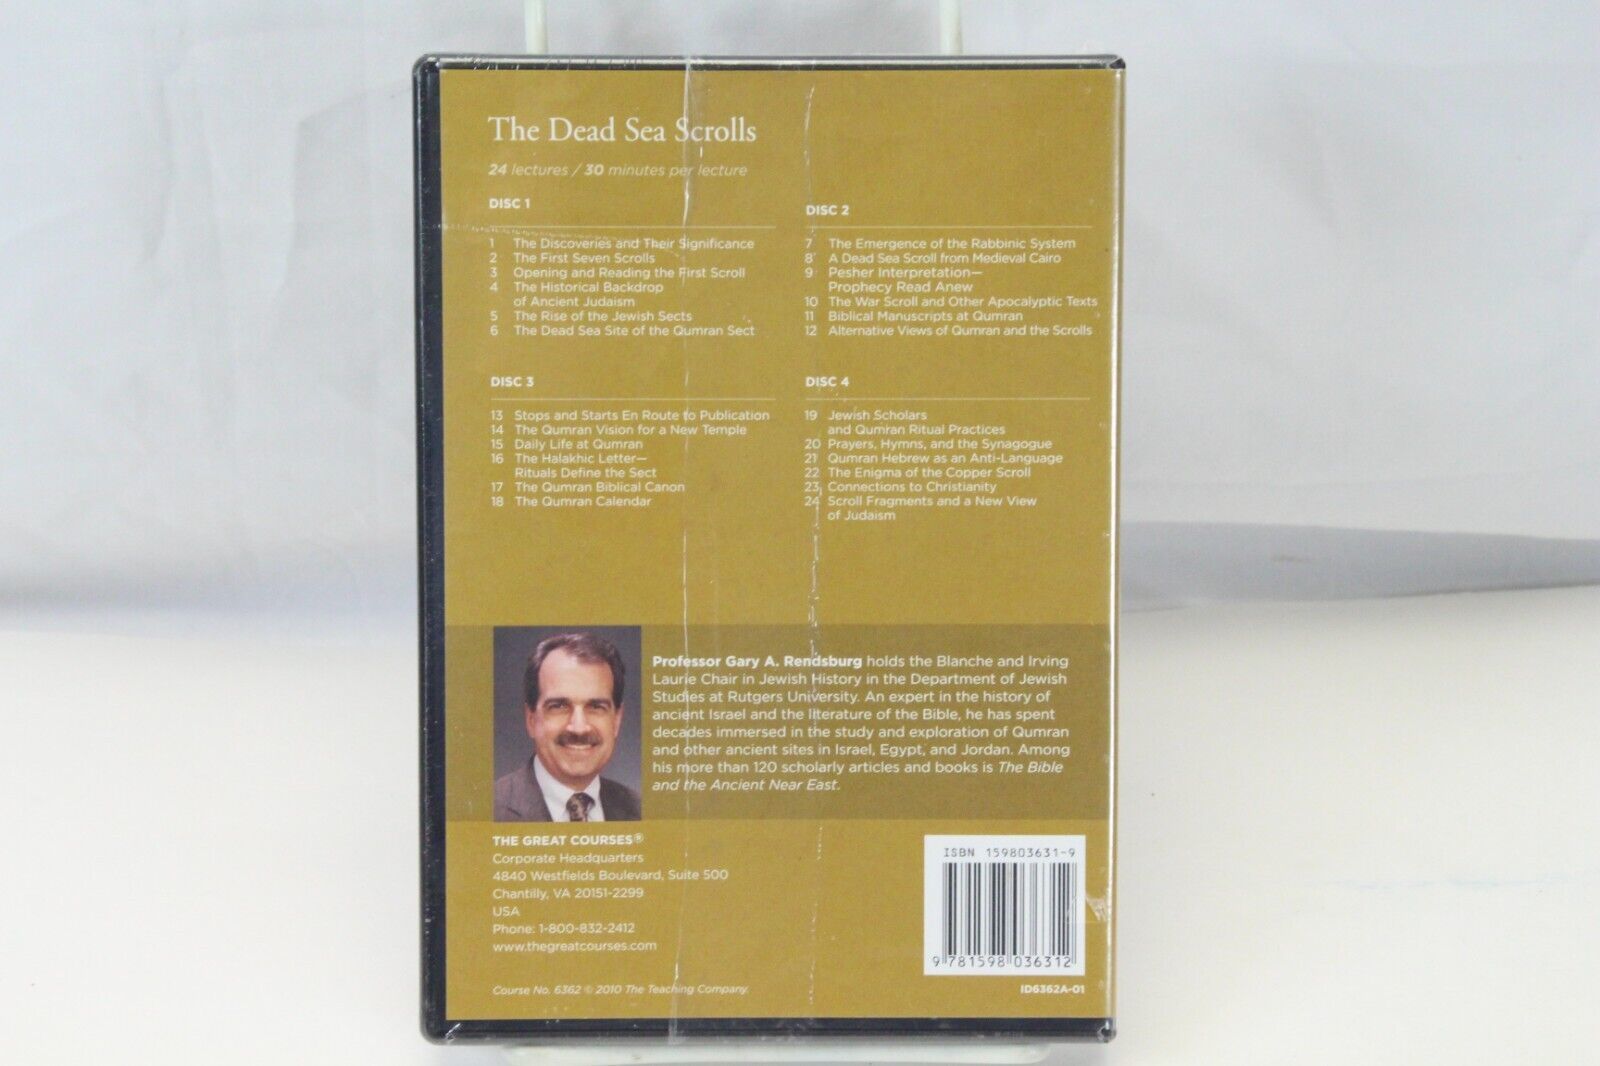 The Dead Sea Scrolls
24 lectures / 30 minutes per lecture
DISC 1
1 The Discoveries and Their Significance
2 The First Seven Scrolls
3 Opening and Reading the First Scroll
4 The Historical Backdrop
of Ancient Judaism
5 The Rise of the Jewish Sects
6 The Dead Sea Site of the Qumran Sect
DISC 2
7 The Emergence of the Rabbinic System
8 A Dead Sea Scroll from Medieval Cairo
9 Pesher Interpretation—
Prophecy Read Anew
10 The War Scroll and Other Apocalyptic Texts
11 Biblical Manuscripts at Qumran
12 Alternative Views of Qumran and the Scrolls
DISC 3
13 Stops and Starts En Route to Publication
14 The Qumran Vision for a New Temple
15 Daily Life at Qumran
16 The Halakhic Letter—
Rituals Define the Sect
17 The Qumran Biblical Canon
18 The Qumran Calendar
DISC 4
19 Jewish Scholars
and Qumran Ritual Practices
20 Prayers, Hymns, and the Synagogue
21 Qumran Hebrew as an Anti-Language
22 The Enigma of the Copper Scroll
23 Connections to Christianity
24 Scroll Fragments and a New View
of Judaism
Professor Gary A. Rendsburg holds the Blanche and Irving
Laurie Chair in Jewish History in the Department of Jewish
Studies at Rutgers University. An expert in the history of
ancient Israel and the literature of the Bible, he has spent
decades immersed in the study and exploration of Qumran
and other ancient sites in Israel, Egypt, and Jordan. Among
his more than 120 scholarly articles and books is The Bible
and the Ancient Near East.
THE GREAT COURSES®
Corporate Headquarters
4840 Westfields Boulevard, Suite 500
Chantilly, VA 20151-2299
USA
Phone: 1-800-832-2412
www.thegreatcourses.com
Course No. 6362 © 2010 The Teaching Company.
ISBN 159803631-9
9 781598 036312
ID6362A-01